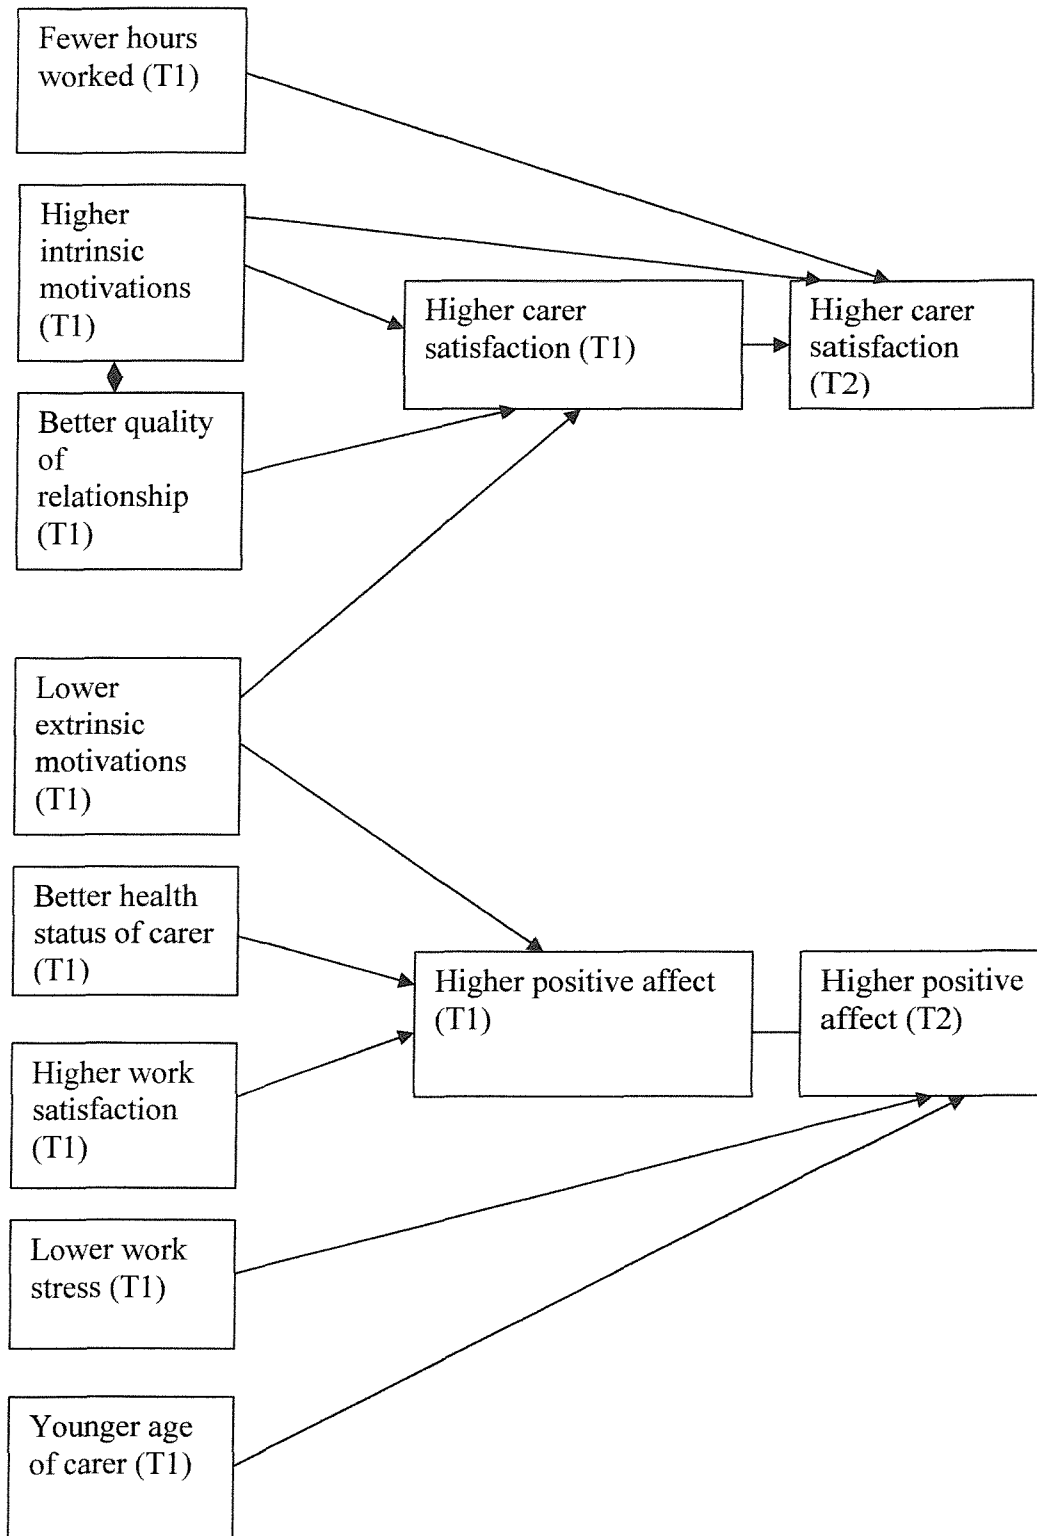 Fewer hours
worked (T1)
Higher
intrinsic
motivations
(T1)
Higher carer
satisfaction (T1)
Higher carer
satisfaction
(T2)
Better quality
of
relationship
(T1)
Lower
extrinsic
motivations
(T1)
Better health
status of carer
(T1)
Higher positive affect
(T1)
Higher positive
affect (T2)
Higher work
satisfaction
(T1)
Lower work
stress (T1)
Younger age
of carer (T1)